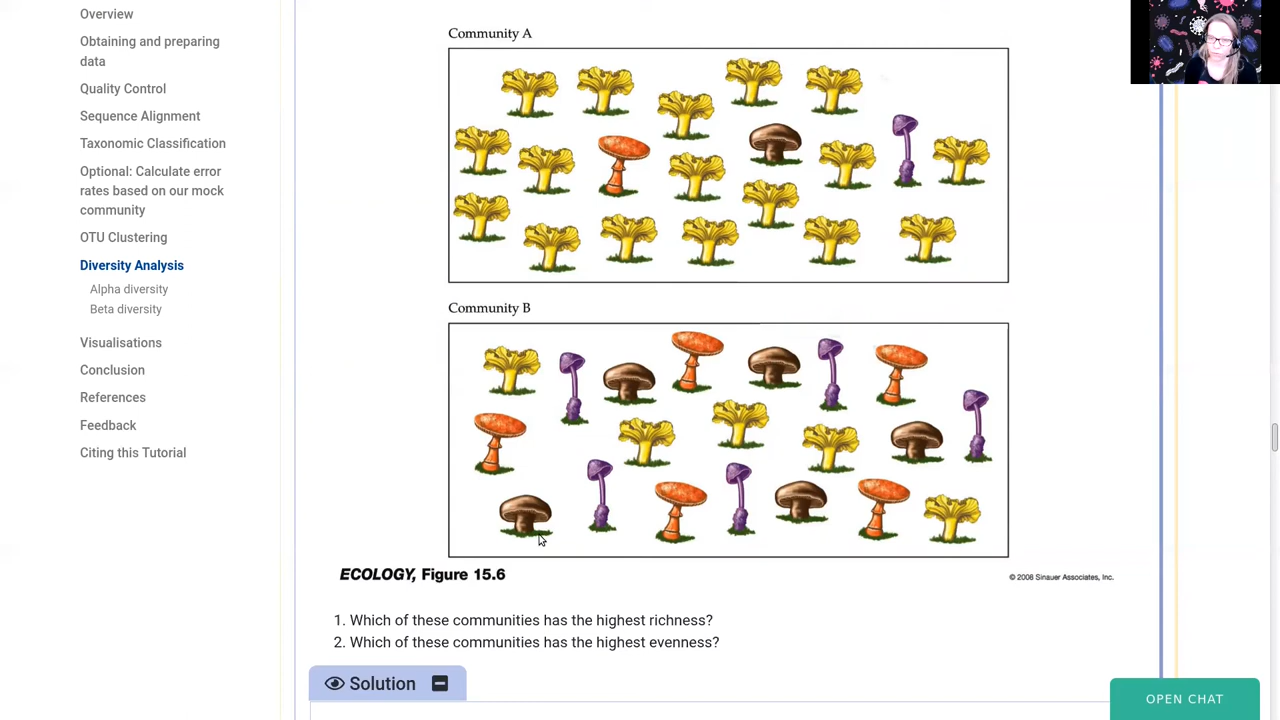 Overview
Obtaining and preparing
data
Quality Control
Sequence Alignment
Taxonomic Classification
Optional: Calculate error
rates based on our mock
community
OTU Clustering
Diversity Analysis
Alpha diversity
Beta diversity
Visualisations
Conclusion
References
Feedback
Citing this Tutorial
Community A
Community B
ECOLOGY, Figure 15.6
© 2008 Sinauer Associates, Inc.
1. Which of these communities has the highest richness?
2. Which of these communities has the highest evenness?
Solution
OPEN CHAT